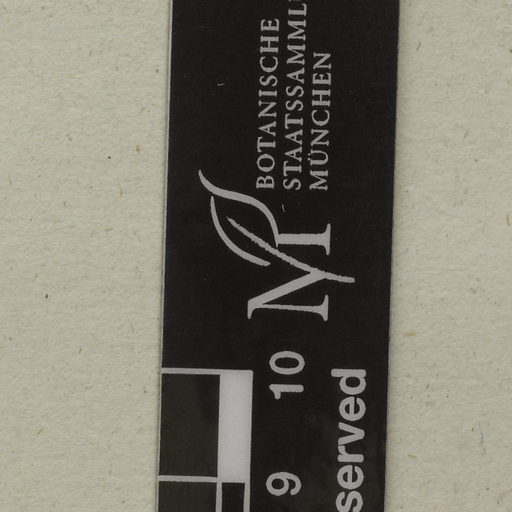 BOTANISCHE
STAATSSAMML
MÜNCHEN
9 10
served